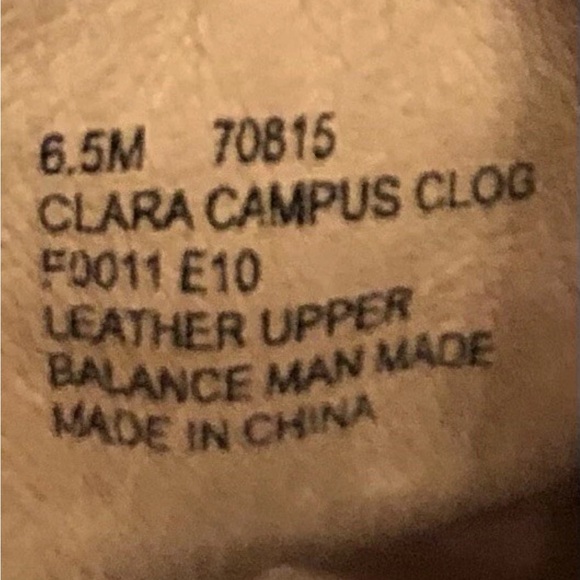 6.5M 70815
CLARA CAMPUS CLOG
F0011 E10
LEATHER UPPER
BALANCE MAN MADE
MADE IN CHINA